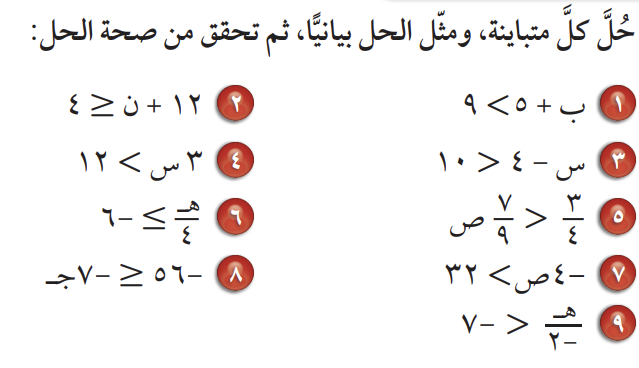 حُلَّ كلَّ متباينة، ومثّل الحل بيانيًّا، ثم تحقق من صحة الحل:
١ ب + ٥ > ٩
٢ ١٢ + ن ≤ ٤
٣ س − ٤ < ١٠
٤ ٣ س > ١٢
٥ ٣/٤ < ٧/٩ ص
٦ هـ/٤ ≥ −٦
٧ −٤ص > ٣٢
٨ −٥٦ ≤ −٧جـ
٩ هـ/−٢ < −٧